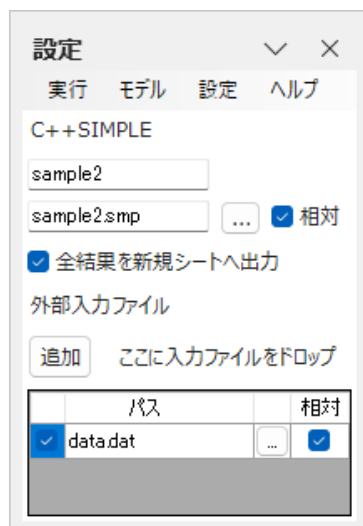 設定
実行 モデル 設定 ヘルプ
C++SIMPLE
sample2
sample2.smp ... 相対
全結果を新規シートへ出力
外部入力ファイル
追加 ここに入力ファイルをドロップ
パス 相対
data.dat ...